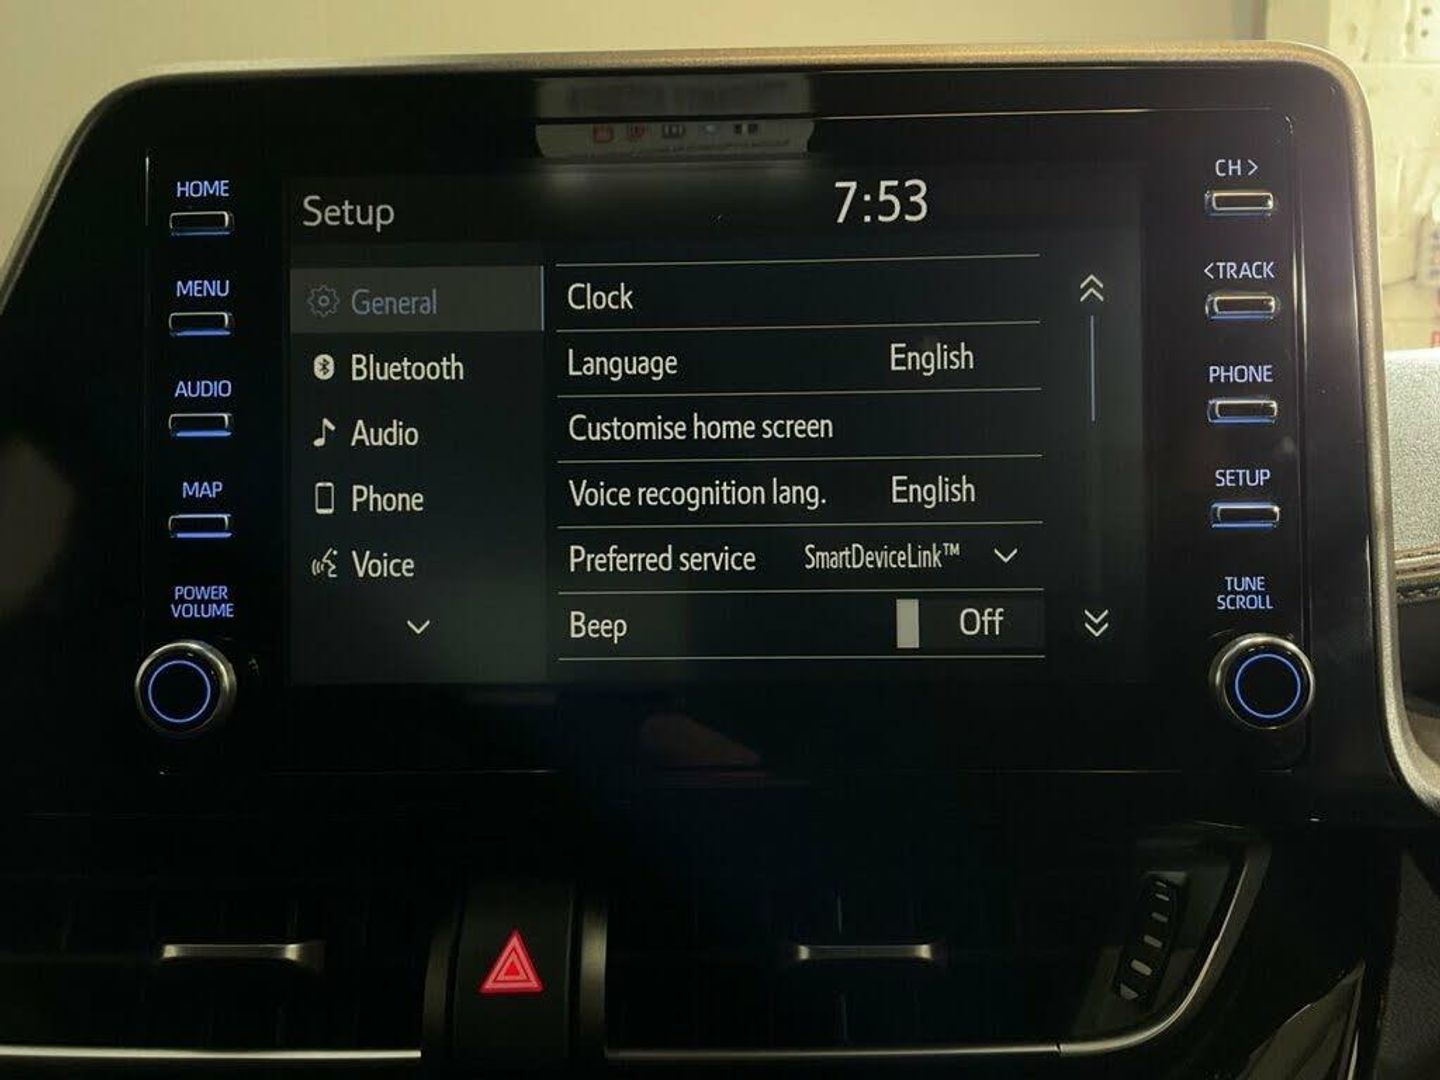 HOME
MENU
AUDIO
MAP
POWER
VOLUME
Setup
7:53
General
Bluetooth
Audio
Phone
Voice
Clock
Language English
Customise home screen
Voice recognition lang. English
Preferred service SmartDeviceLink™
Beep Off
CH >
<TRACK
PHONE
SETUP
TUNE
SCROLL